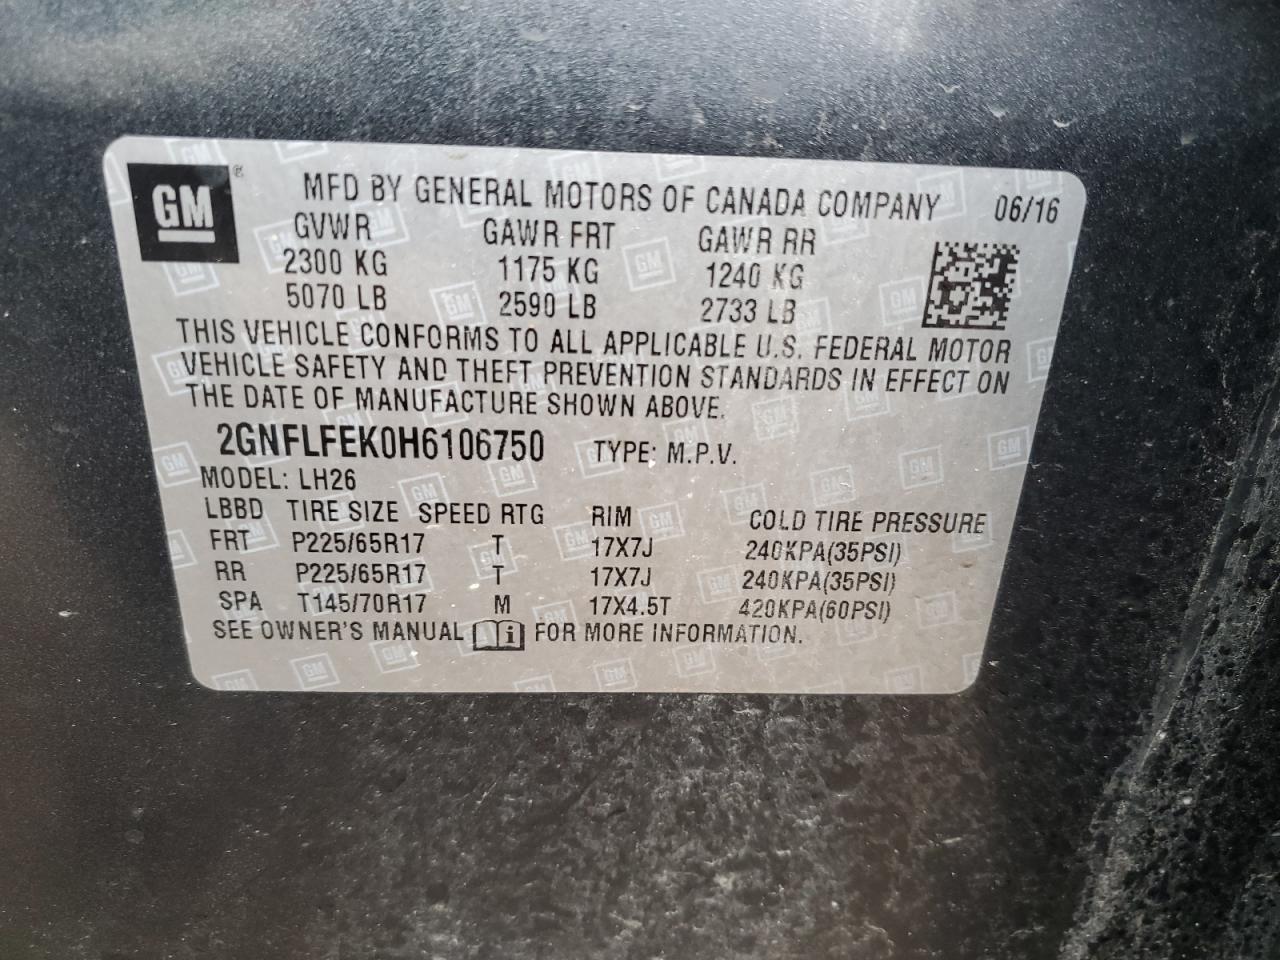 GM® MFD BY GENERAL MOTORS OF CANADA COMPANY 06/16
GVWR GAWR FRT GAWR RR
2300 KG 1175 KG 1240 KG
5070 LB 2590 LB 2733 LB
THIS VEHICLE CONFORMS TO ALL APPLICABLE U.S. FEDERAL MOTOR
VEHICLE SAFETY AND THEFT PREVENTION STANDARDS IN EFFECT ON
THE DATE OF MANUFACTURE SHOWN ABOVE.
2GNFLFEK0H6106750 TYPE: M.P.V.
MODEL: LH26
LBBD TIRE SIZE SPEED RTG RIM COLD TIRE PRESSURE
FRT P225/65R17 T 17X7J 240KPA(35PSI)
RR P225/65R17 T 17X7J 240KPA(35PSI)
SPA T145/70R17 M 17X4.5T 420KPA(60PSI)
SEE OWNER'S MANUAL i FOR MORE INFORMATION.